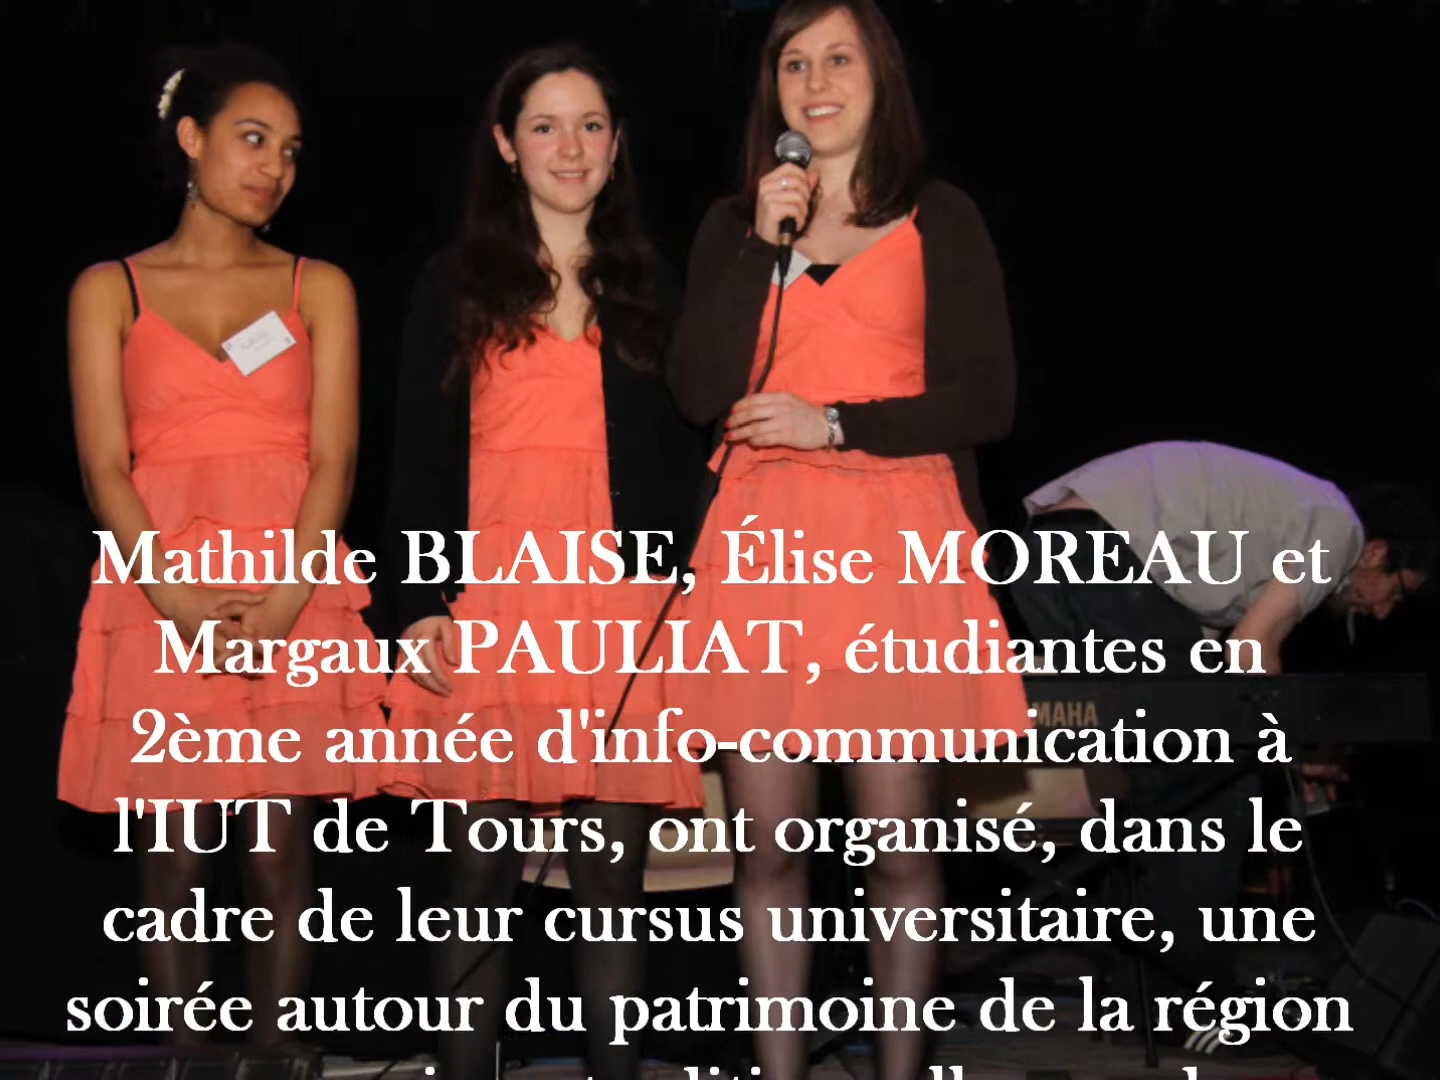 Mathilde BLAISE, Élise MOREAU et
Margaux PAULIAT, étudiantes en
2ème année d'info-communication à
l'IUT de Tours, ont organisé, dans le
cadre de leur cursus universitaire, une
soirée autour du patrimoine de la région
YAMAHA